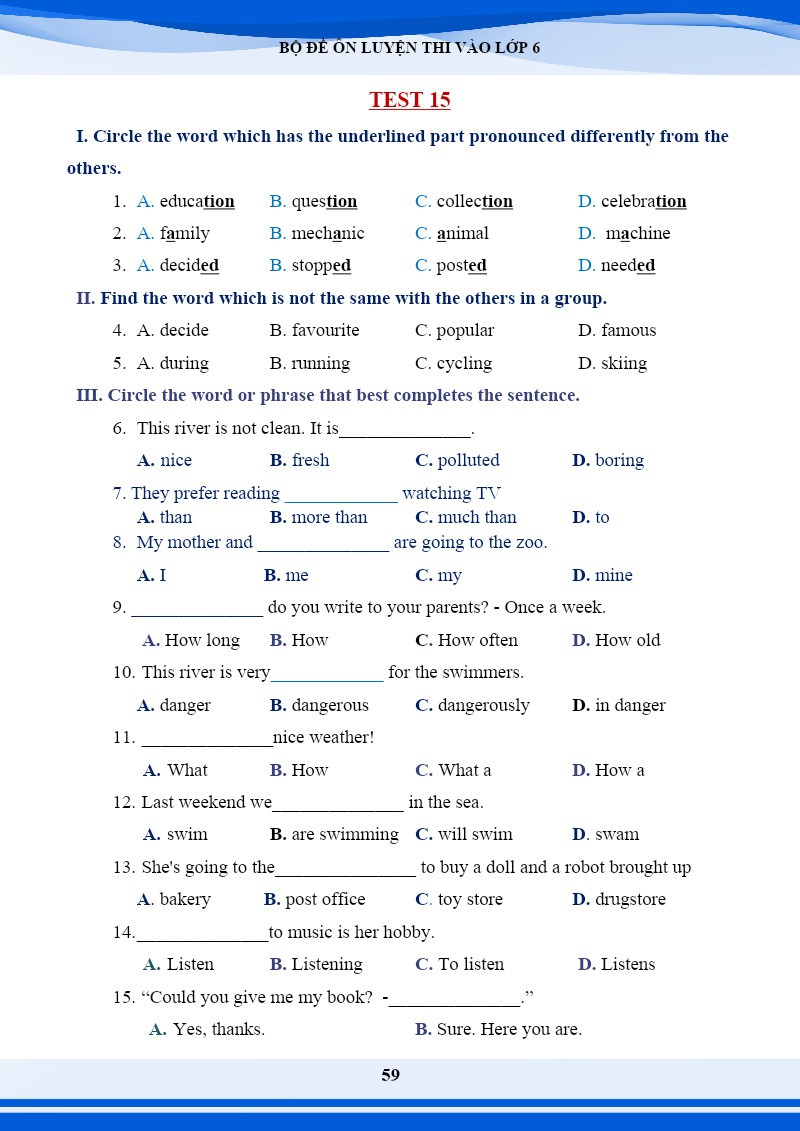 BỘ ĐỀ ÔN LUYỆN THI VÀO LỚP 6
TEST 15
I. Circle the word which has the underlined part pronounced differently from the
others.
1. A. education B. question C. collection D. celebration
2. A. family B. mechanic C. animal D. machine
3. A. decided B. stopped C. posted D. needed
II. Find the word which is not the same with the others in a group.
4. A. decide B. favourite C. popular D. famous
5. A. during B. running C. cycling D. skiing
III. Circle the word or phrase that best completes the sentence.
6. This river is not clean. It is______________.
A. nice B. fresh C. polluted D. boring
7. They prefer reading ____________ watching TV
A. than B. more than C. much than D. to
8. My mother and ______________ are going to the zoo.
A. I B. me C. my D. mine
9. ______________ do you write to your parents? - Once a week.
A. How long B. How C. How often D. How old
10. This river is very____________ for the swimmers.
A. danger B. dangerous C. dangerously D. in danger
11. ______________nice weather!
A. What B. How C. What a D. How a
12. Last weekend we______________ in the sea.
A. swim B. are swimming C. will swim D. swam
13. She's going to the_______________ to buy a doll and a robot brought up
A. bakery B. post office C. toy store D. drugstore
14.______________to music is her hobby.
A. Listen B. Listening C. To listen D. Listens
15. “Could you give me my book? -______________.”
A. Yes, thanks. B. Sure. Here you are.
59